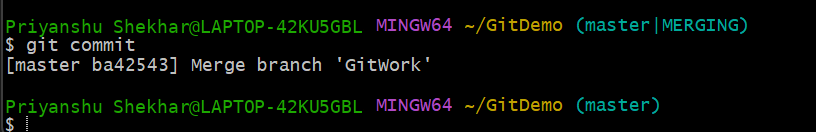 Priyanshu Shekhar@LAPTOP-42KU5GBL MINGW64 ~/GitDemo (master|MERGING)
$ git commit
[master ba42543] Merge branch 'GitWork'
Priyanshu Shekhar@LAPTOP-42KU5GBL MINGW64 ~/GitDemo (master)
$